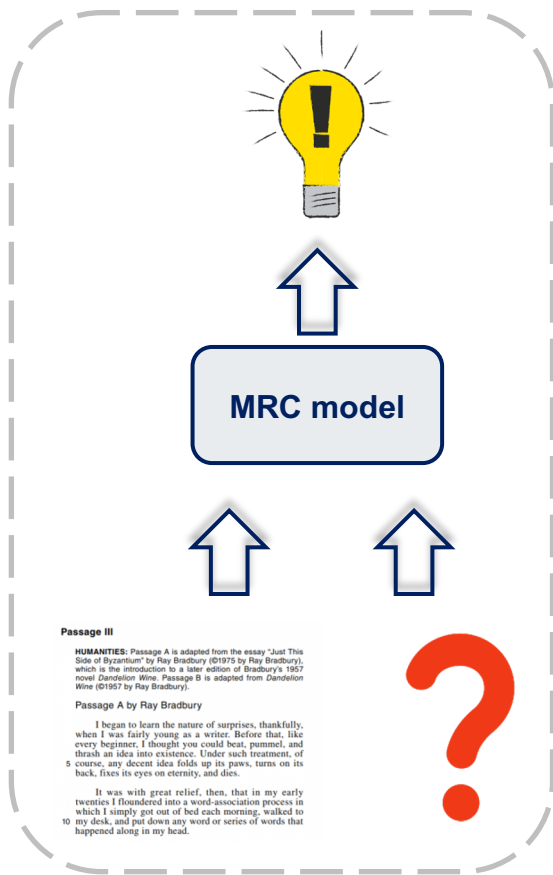 MRC model
Passage III
HUMANITIES: Passage A is adapted from the essay "Just This
Side of Byzantium" by Ray Bradbury (©1975 by Ray Bradbury),
which is the introduction to a later edition of Bradbury's 1957
novel Dandelion Wine. Passage B is adapted from Dandelion
Wine (©1957 by Ray Bradbury).
Passage A by Ray Bradbury
I began to learn the nature of surprises, thankfully,
when I was fairly young as a writer. Before that, like
every beginner, I thought you could beat, pummel, and
thrash an idea into existence. Under such treatment, of
5 course, any decent idea folds up its paws, turns on its
back, fixes its eyes on eternity, and dies.
It was with great relief, then, that in my early
twenties I floundered into a word-association process in
which I simply got out of bed each morning, walked to
10 my desk, and put down any word or series of words that
happened along in my head.